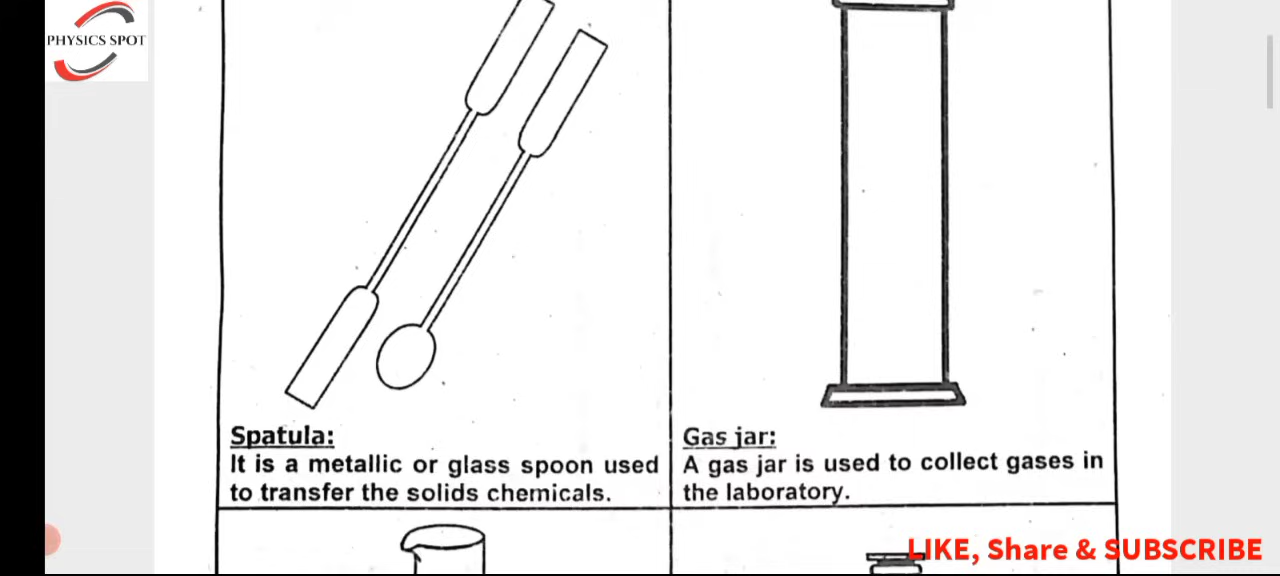 PHYSICS SPOT
Spatula:
It is a metallic or glass spoon used
to transfer the solids chemicals.
Gas jar:
A gas jar is used to collect gases in
the laboratory.
LIKE, Share & SUBSCRIBE